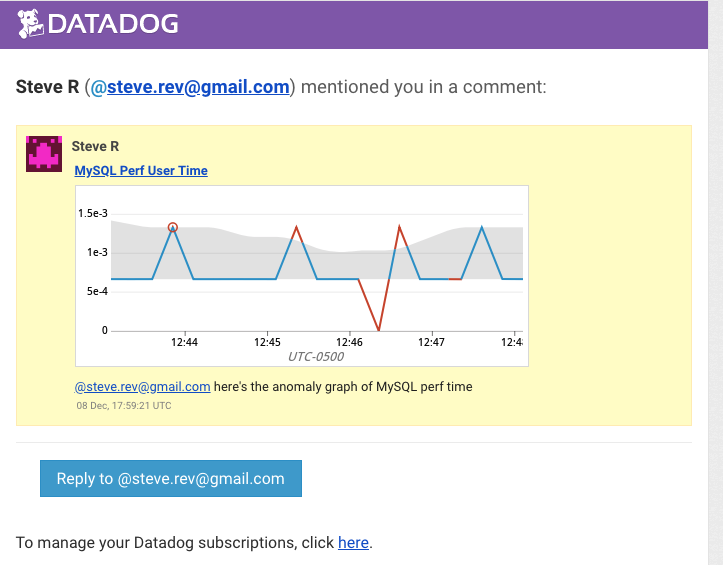 DATADOG
Steve R (@steve.rev@gmail.com) mentioned you in a comment:
Steve R
MySQL Perf User Time
1.5e-3
1e-3
5e-4
0
12:44 12:45 12:46 12:47 12:48
UTC-0500
@steve.rev@gmail.com here's the anomaly graph of MySQL perf time
08 Dec, 17:59:21 UTC
Reply to @steve.rev@gmail.com
To manage your Datadog subscriptions, click here.